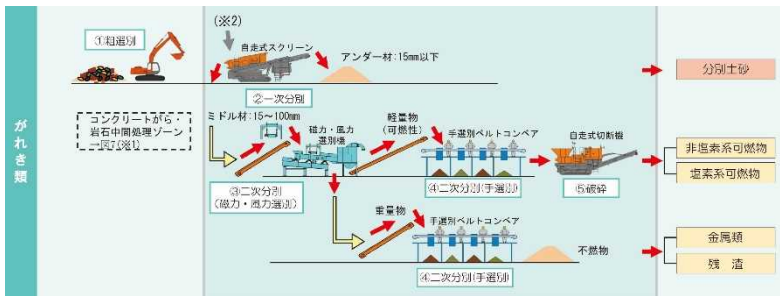 がれき類
①粗選別
コンクリートがら・
岩石中間処理ゾーン
→図7(※1)
(※2)
自走式スクリーン
アンダー材:15mm以下
②一次分別
ミドル材:15～100mm
磁力・風力
選別機
軽量物
(可燃性)
手選別ベルトコンベア
自走式切断機
③二次分別
(磁力・風力選別)
④二次分別(手選別)
⑤破砕
重量物
手選別ベルトコンベア
④二次分別(手選別)
不燃物
分別土砂
非塩素系可燃物
塩素系可燃物
金属類
残　渣